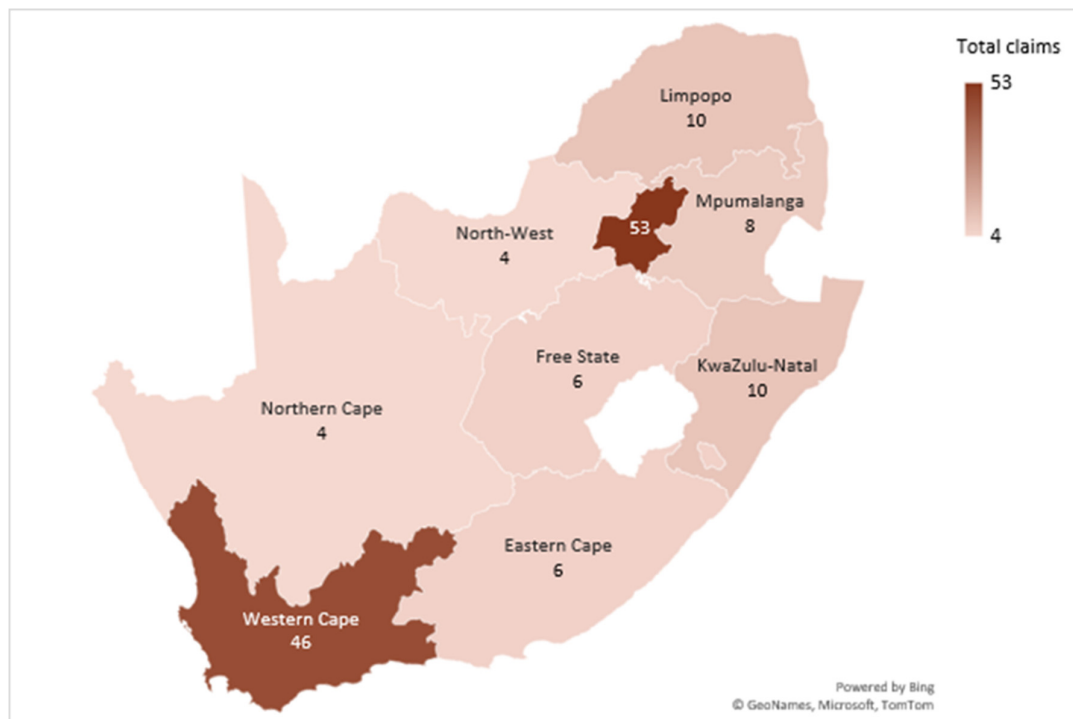 Total claims
53
4
Limpopo
10
Mpumalanga
8
53
North-West
4
Free State
6
KwaZulu-Natal
10
Northern Cape
4
Eastern Cape
6
Western Cape
46
Powered by Bing
© GeoNames, Microsoft, TomTom